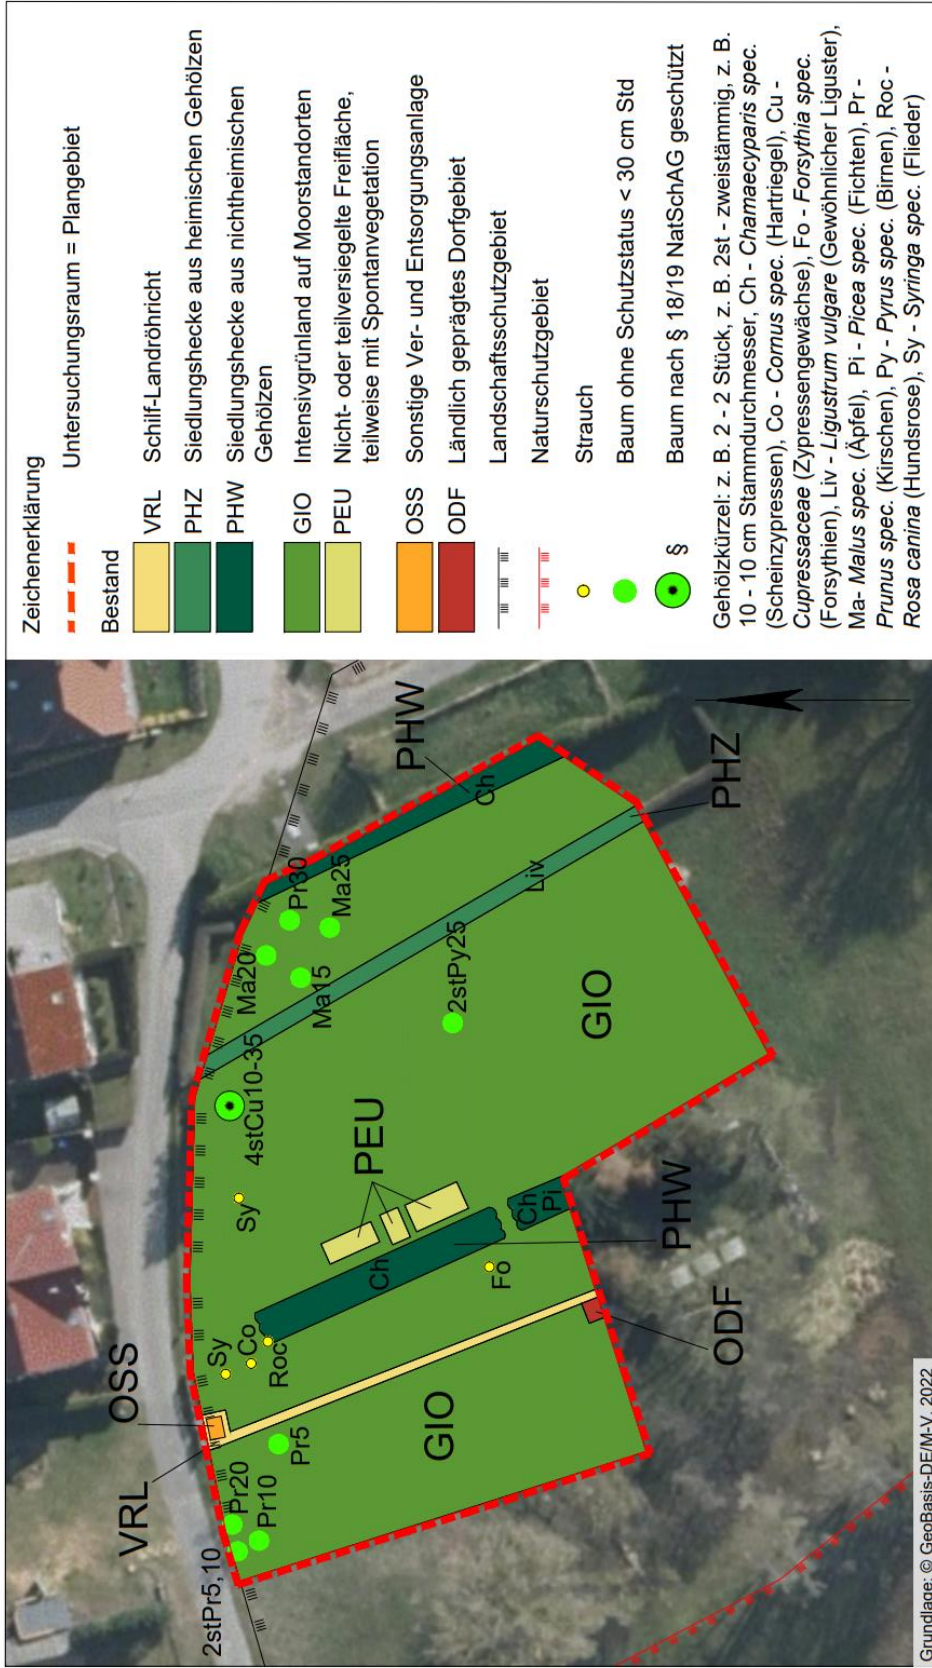 Zeichenerklärung
Untersuchungsraum = Plangebiet
Bestand
VRL Schilf-Landröhricht
PHZ Siedlungshecke aus heimischen Gehölzen
PHW Siedlungshecke aus nichtheimischen
Gehölzen
GIO Intensivgrünland auf Moorstandorten
PEU Nicht- oder teilversiegelte Freifläche,
teilweise mit Spontanvegetation
OSS Sonstige Ver- und Entsorgungsanlage
ODF Ländlich geprägtes Dorfgebiet
Landschaftsschutzgebiet
Naturschutzgebiet
Strauch
Baum ohne Schutzstatus < 30 cm Std
§ Baum nach § 18/19 NatSchAG geschützt
Gehölzkürzel: z. B. 2 - 2 Stück, z. B. 2st - zweistämmig, z. B.
10 - 10 cm Stammdurchmesser, Ch - Chamaecyparis spec.
(Scheinzypressen), Co - Cornus spec. (Hartriegel), Cu -
Cupressaceae (Zypressengewächse), Fo - Forsythia spec.
(Forsythien), Liv - Ligustrum vulgare (Gewöhnlicher Liguster),
Ma- Malus spec. (Äpfel), Pi - Picea spec. (Fichten), Pr -
Prunus spec. (Kirschen), Py - Pyrus spec. (Birnen), Roc -
Rosa canina (Hundsrose), Sy - Syringa spec. (Flieder)
VRL
OSS
2stPr5,10
Pr20
Pr10
Pr5
Sy
Co
Roc
Sy
4stCu10-35
Ma20
Ma15
Pr30
Ma25
PHW
Ch
PEU
Ch
GIO
Fo
Ch
Pi
2stPy25
Liv
GIO
ODF
PHW
PHZ
Grundlage: © GeoBasis-DE/M-V, 2022